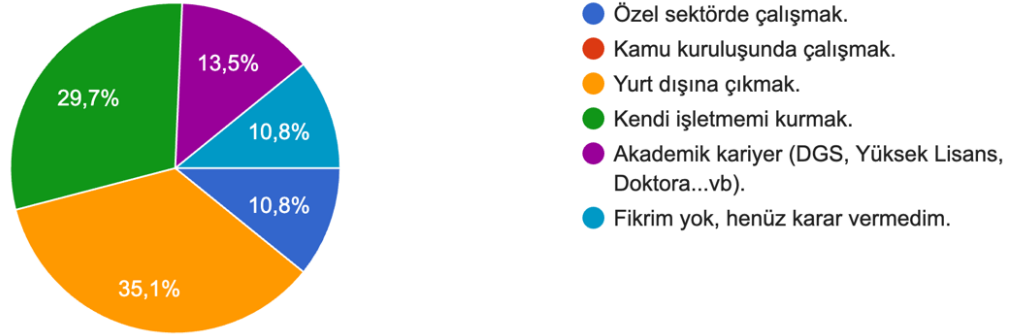 13,5%
29,7%
10,8%
10,8%
35,1%
Özel sektörde çalışmak.
Kamu kuruluşunda çalışmak.
Yurt dışına çıkmak.
Kendi işletmemi kurmak.
Akademik kariyer (DGS, Yüksek Lisans,
Doktora...vb).
Fikrim yok, henüz karar vermedim.